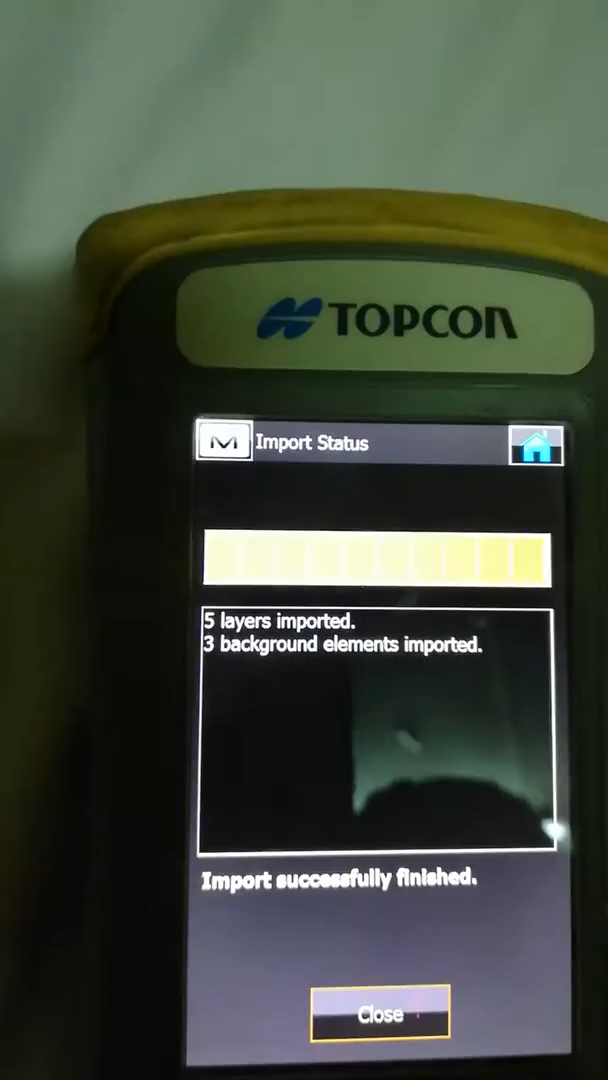 TOPCON
M Import Status
5 layers imported.
3 background elements imported.
Import successfully finished.
Close